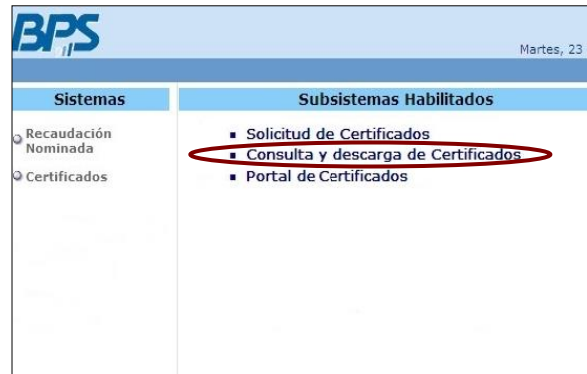 BPS
Martes, 23
Sistemas
Subsistemas Habilitados
Recaudación
Nominada
Certificados
Solicitud de Certificados
Consulta y descarga de Certificados
Portal de Certificados